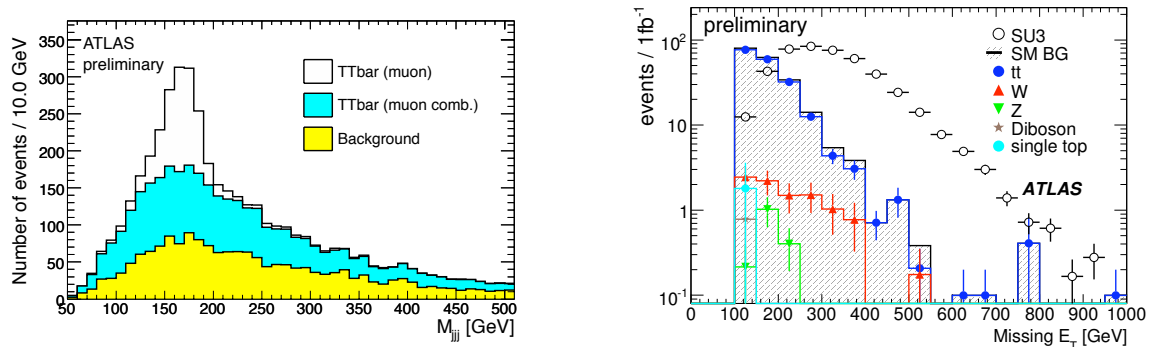 ATLAS
preliminary
Number of events / 10.0 GeV
350
300
250
200
150
100
50
0
TTbar (muon)
TTbar (muon comb.)
Background
50 100 150 200 250 300 350 400 450 500
M_jjj [GeV]
preliminary
events / 1fb⁻¹
10²
10
1
10⁻¹
SU3
SM BG
tt
W
Z
Diboson
single top
ATLAS
0 100 200 300 400 500 600 700 800 900 1000
Missing E_T [GeV]